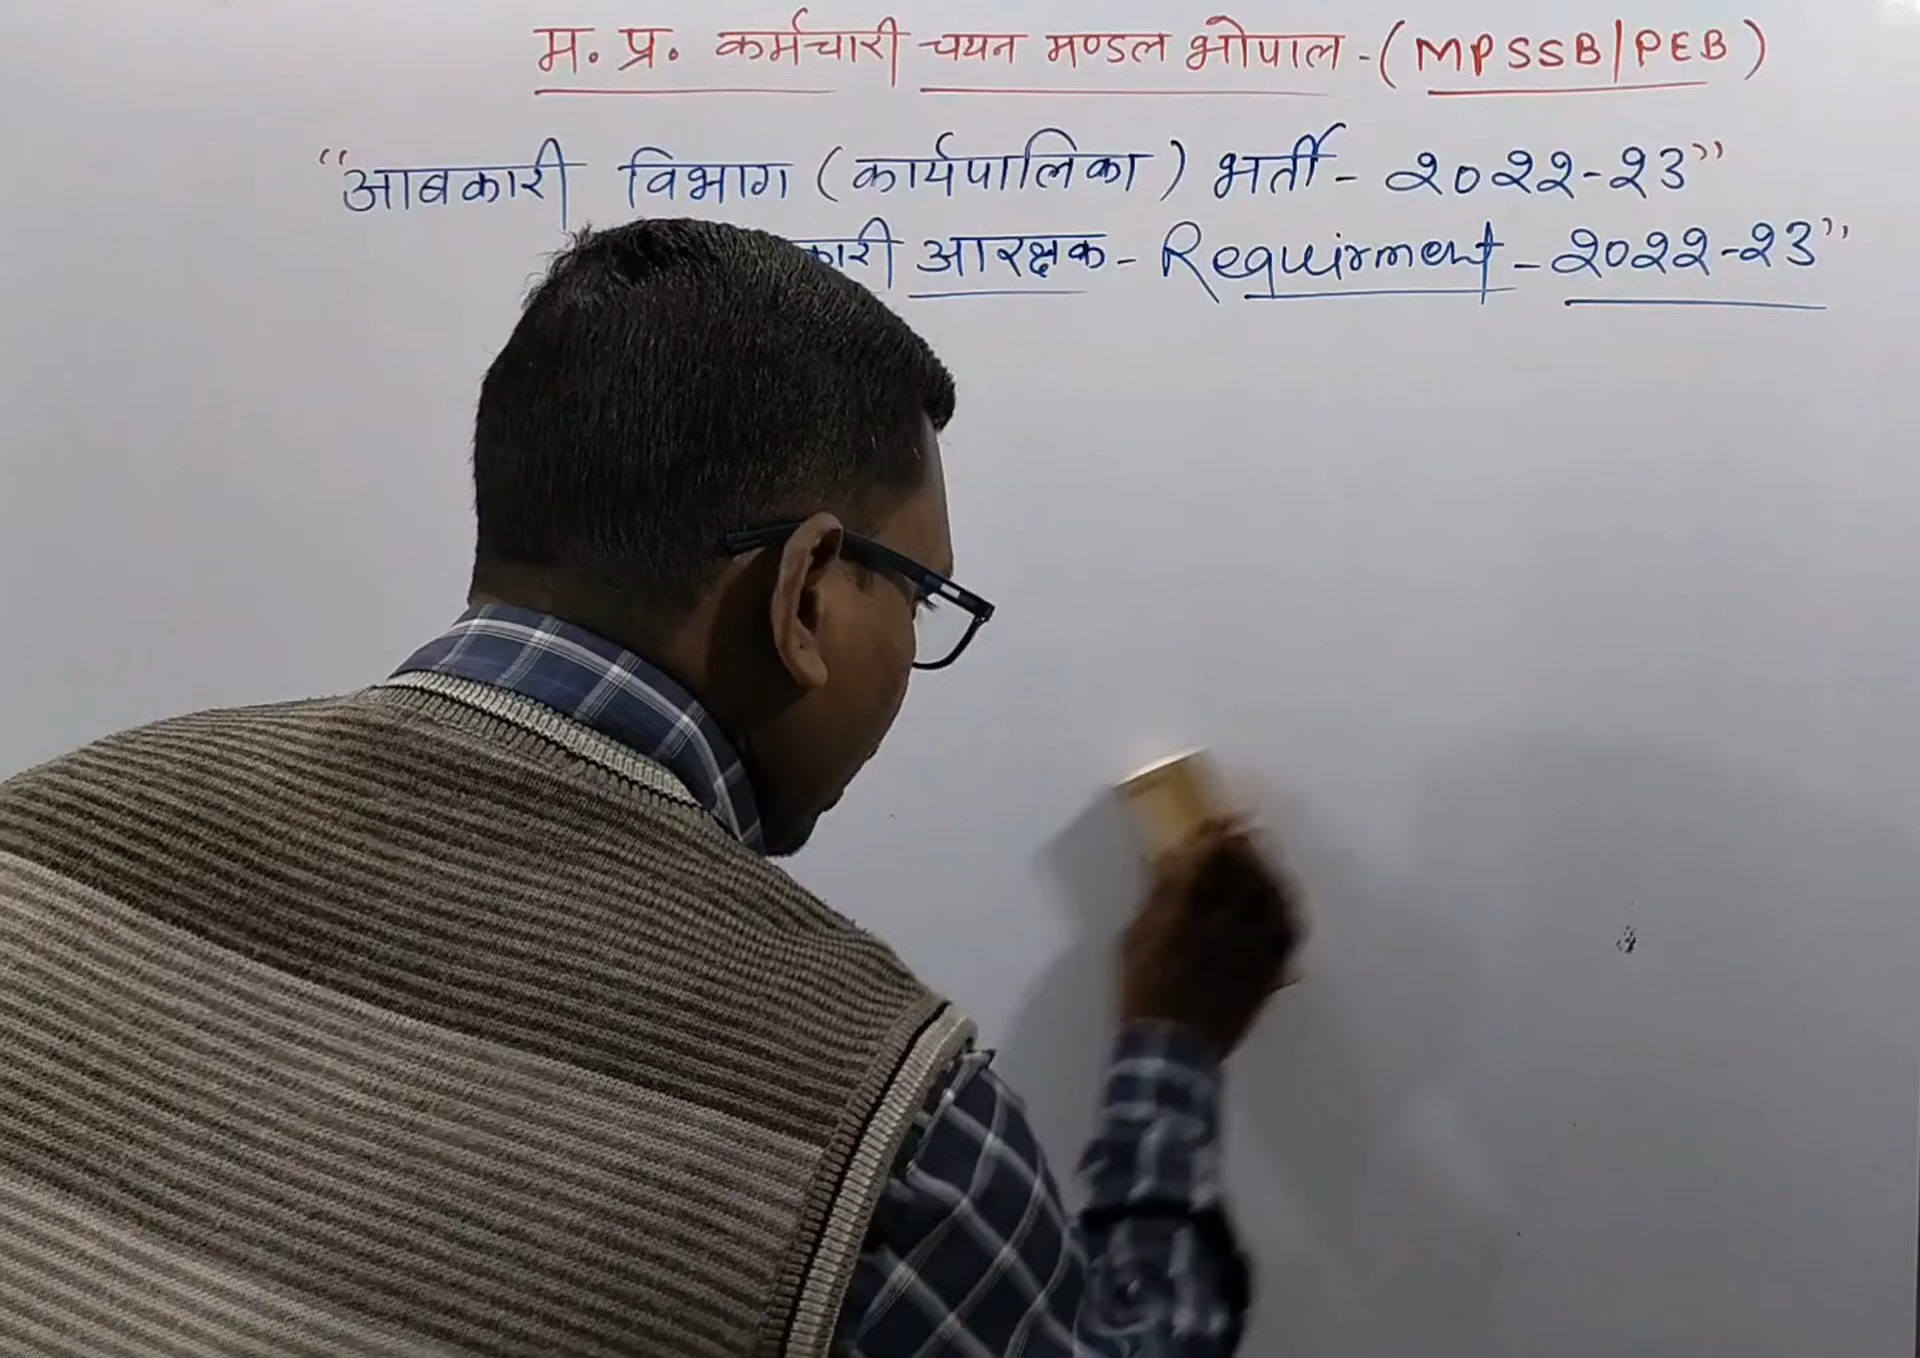 म. प्र. कर्मचारी चयन मण्डल भोपाल - (MPSSB|PEB)
"आबकारी विभाग (कार्यपालिका) भर्ती - 2022-23"
आरक्षक - Requirment - 2022-23"